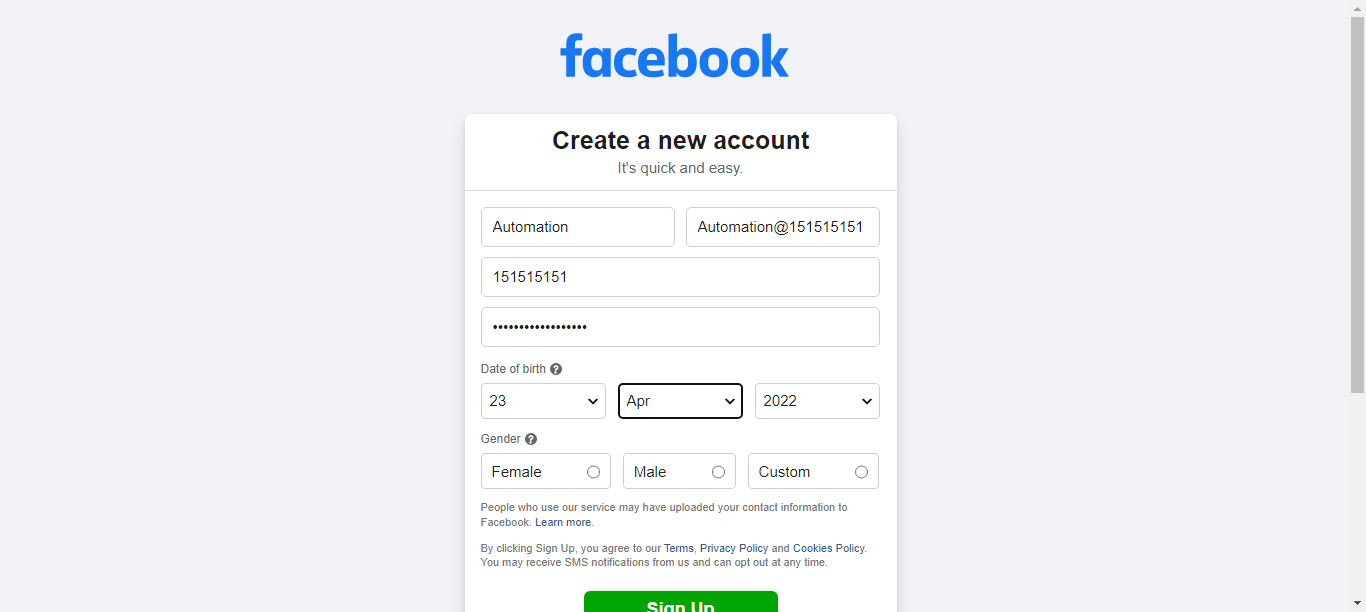 facebook
Create a new account
It's quick and easy.
Automation Automation@151515151
151515151
••••••••••••••••••
Date of birth ?
23 Apr 2022
Gender ?
Female Male Custom
People who use our service may have uploaded your contact information to
Facebook. Learn more.
By clicking Sign Up, you agree to our Terms, Privacy Policy and Cookies Policy.
You may receive SMS notifications from us and can opt out at any time.
Sign Up